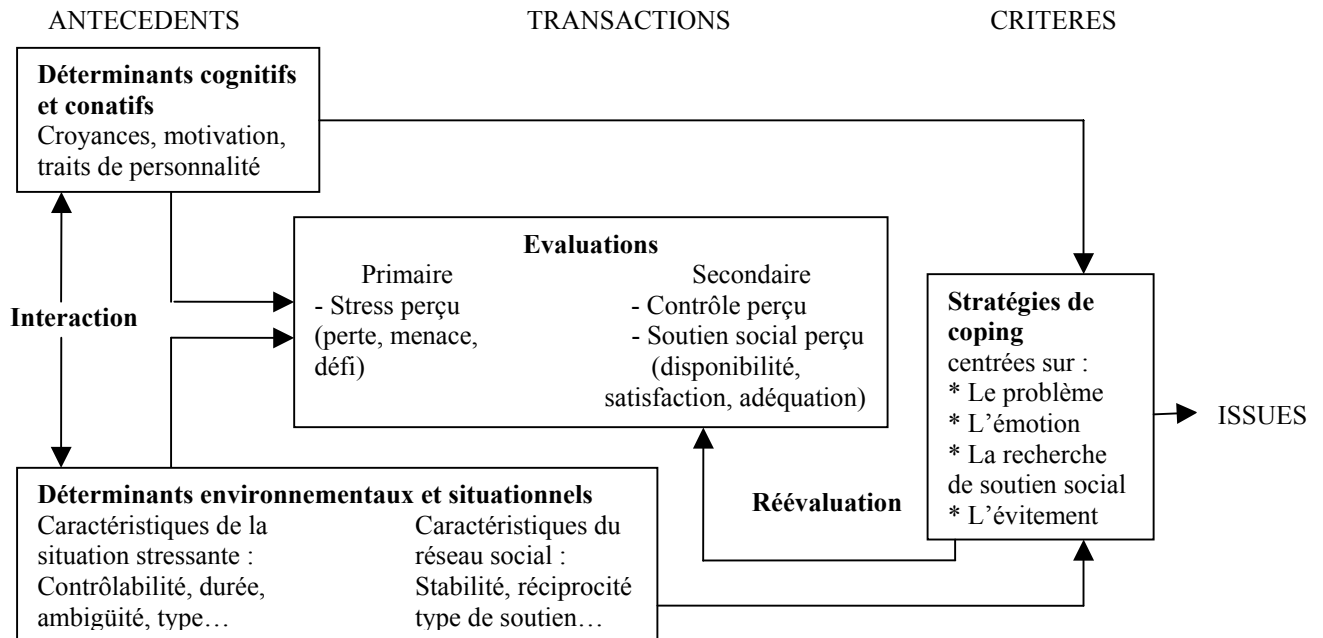 ANTECEDENTS
TRANSACTIONS
CRITERES
Déterminants cognitifs
et conatifs
Croyances, motivation,
traits de personnalité
Interaction
Evaluations
Primaire
- Stress perçu
(perte, menace,
défi)
Secondaire
- Contrôle perçu
- Soutien social perçu
(disponibilité,
satisfaction, adéquation)
Déterminants environnementaux et situationnels
Caractéristiques de la
situation stressante :
Contrôlabilité, durée,
ambigüité, type…
Caractéristiques du
réseau social :
Stabilité, réciprocité
type de soutien…
Réévaluation
Stratégies de
coping
centrées sur :
* Le problème
* L’émotion
* La recherche
de soutien social
* L’évitement
ISSUES